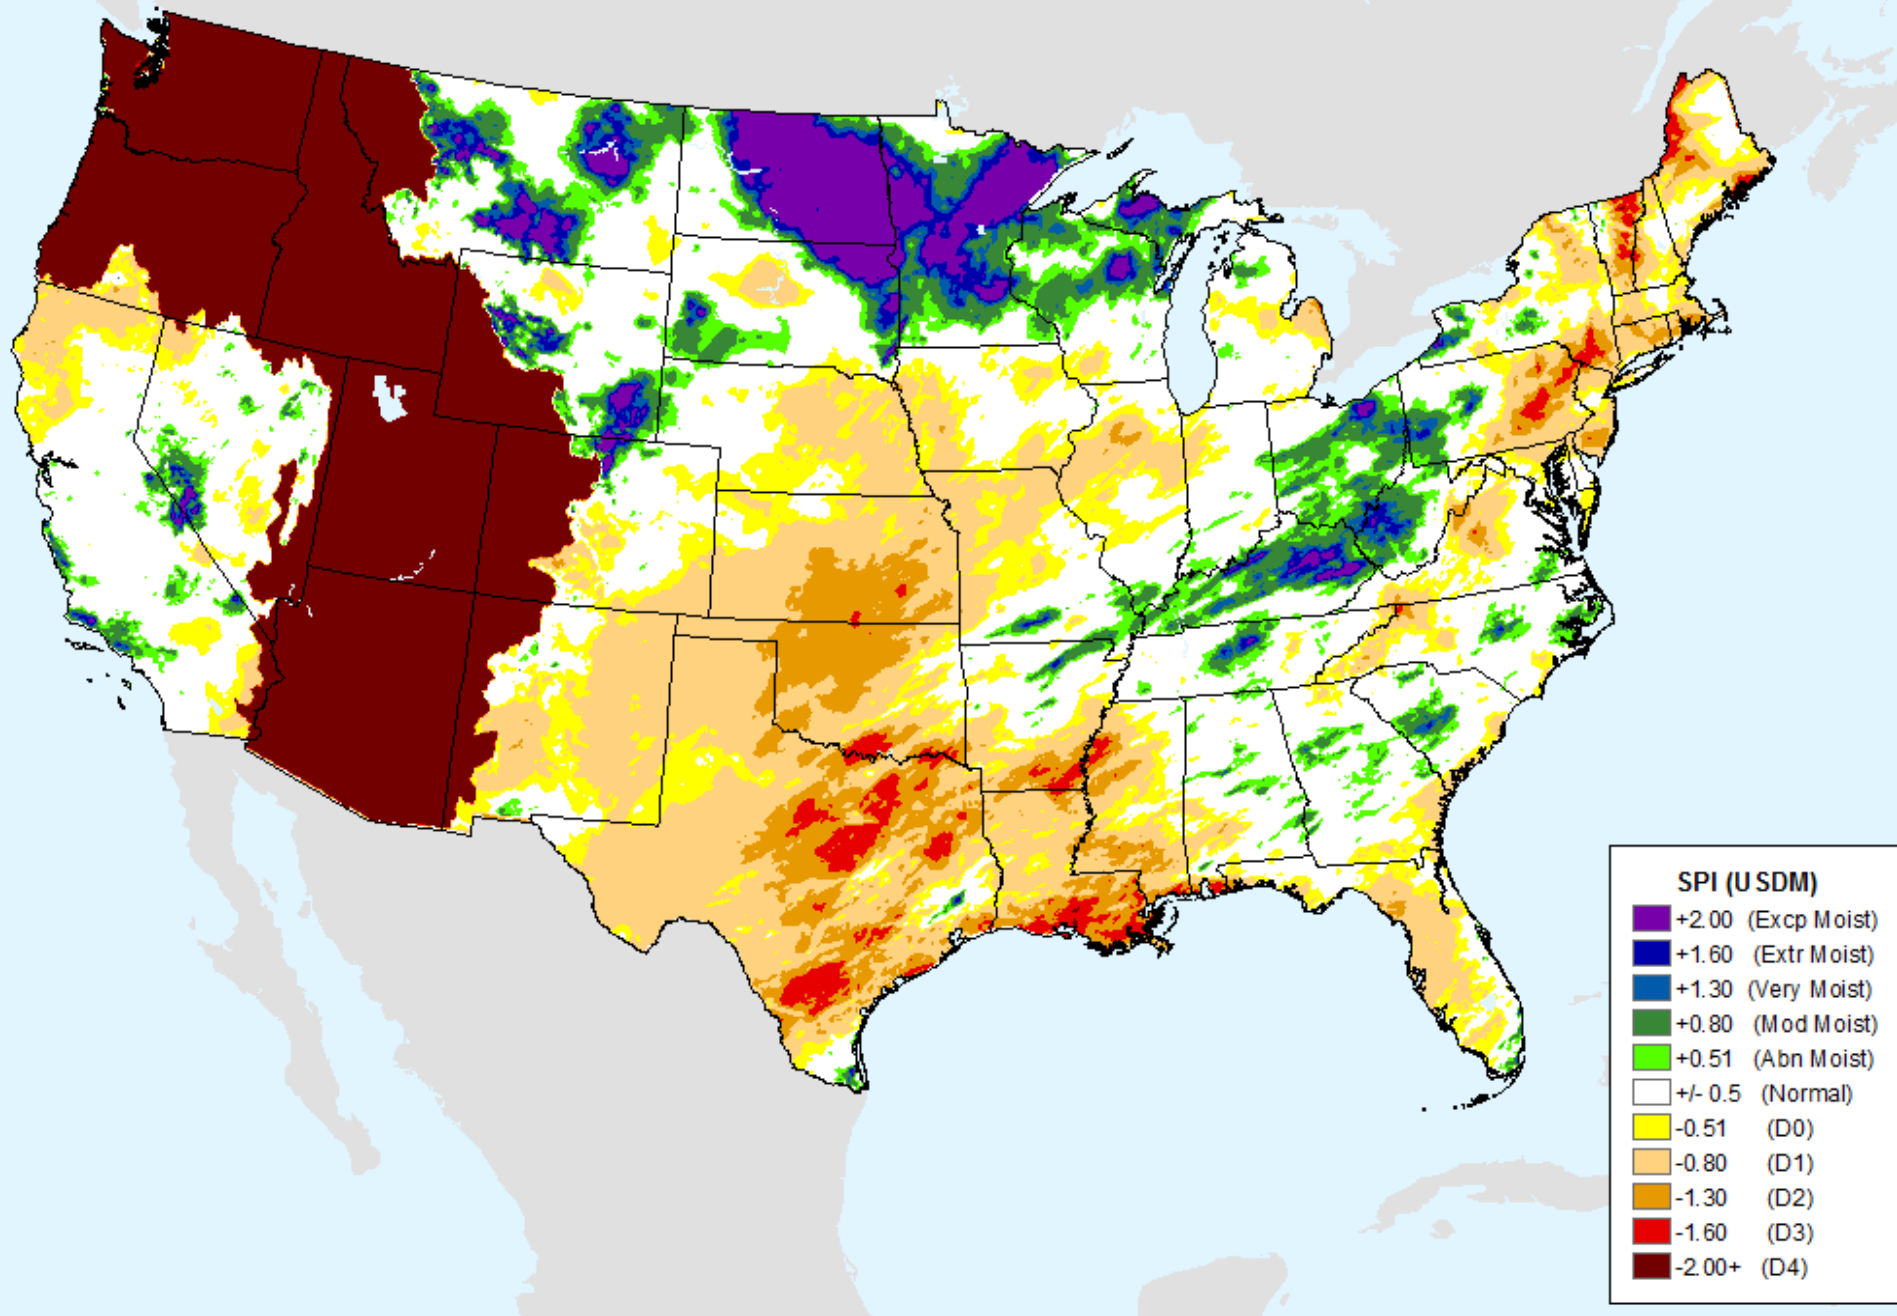 SPI (USDM)
+2.00 (Excp Moist)
+1.60 (Extr Moist)
+1.30 (Very Moist)
+0.80 (Mod Moist)
+0.51 (Abn Moist)
+/- 0.5 (Normal)
-0.51 (D0)
-0.80 (D1)
-1.30 (D2)
-1.60 (D3)
-2.00+ (D4)